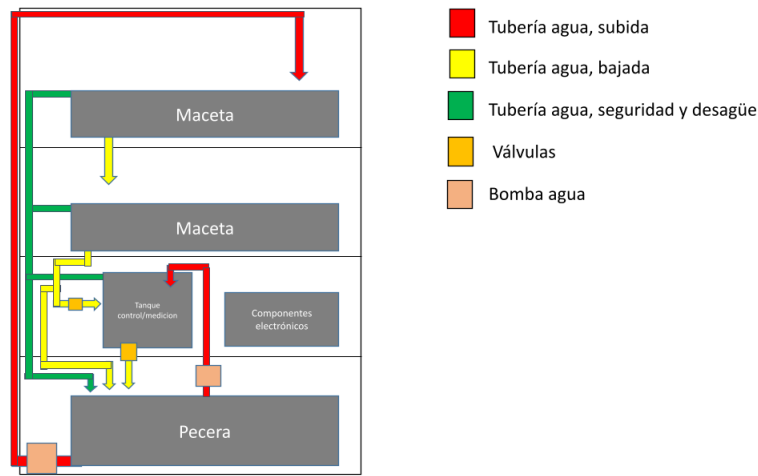 Tubería agua, subida
Tubería agua, bajada
Tubería agua, seguridad y desagüe
Válvulas
Bomba agua
Maceta
Maceta
Tanque
control/medicion
Componentes
electrónicos
Pecera